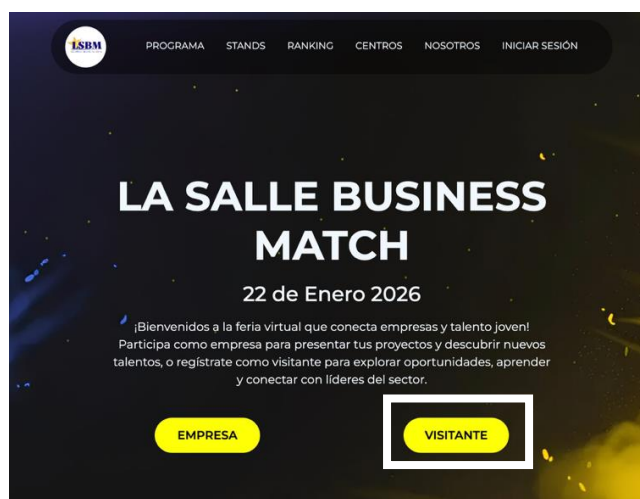 LSBM
PROGRAMA STANDS RANKING CENTROS NOSOTROS INICIAR SESIÓN
LA SALLE BUSINESS
MATCH
22 de Enero 2026
¡Bienvenidos a la feria virtual que conecta empresas y talento joven!
Participa como empresa para presentar tus proyectos y descubrir nuevos
talentos, o regístrate como visitante para explorar oportunidades, aprender
y conectar con líderes del sector.
EMPRESA VISITANTE